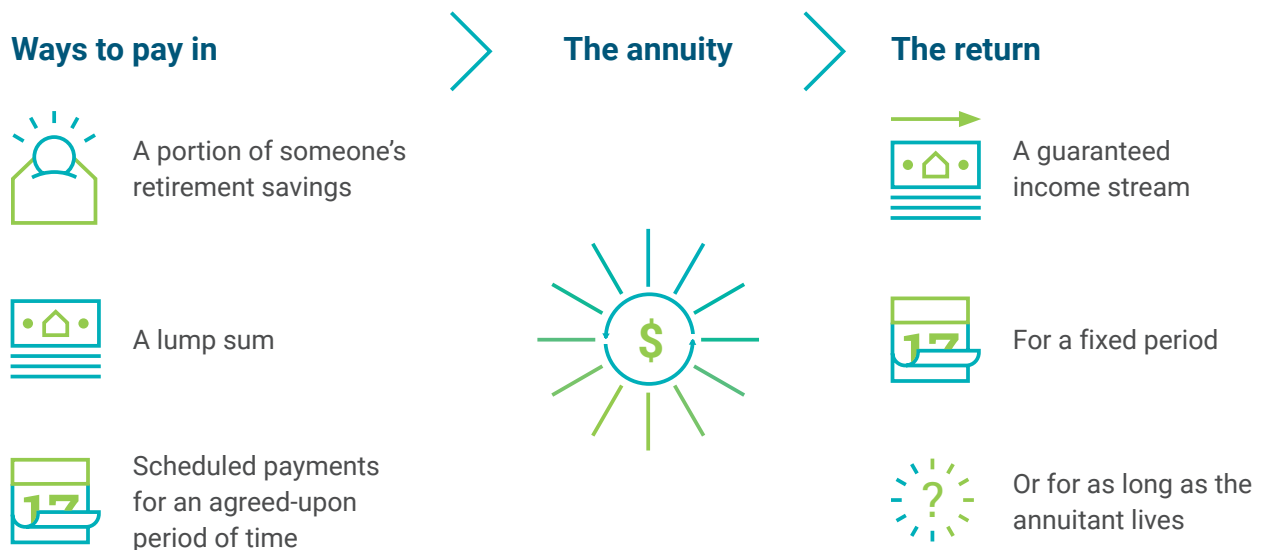 Ways to pay in
The annuity
The return
A portion of someone's
retirement savings
A lump sum
Scheduled payments
for an agreed-upon
period of time
$
A guaranteed
income stream
For a fixed period
?
Or for as long as the
annuitant lives
17
17